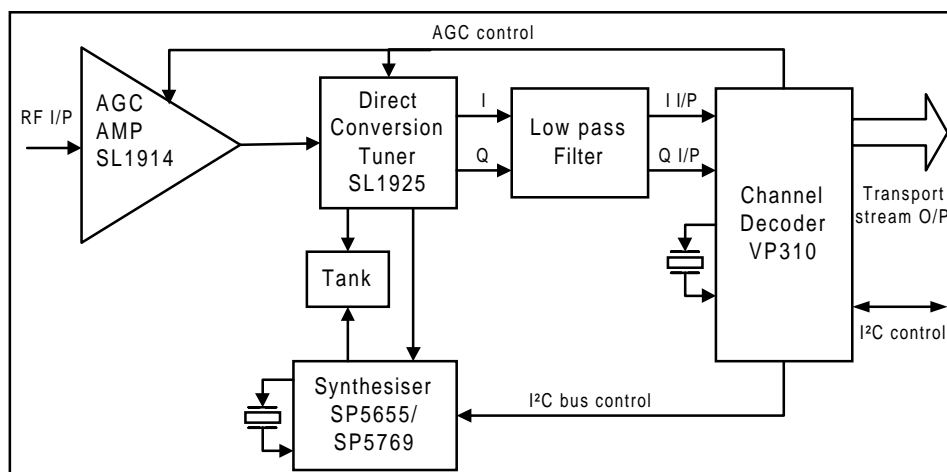 AGC control
RF I/P
AGC
AMP
SL1914
Direct
Conversion
Tuner
SL1925
I
Q
Low pass
Filter
I I/P
Q I/P
Channel
Decoder
VP310
Transport
stream O/P
I²C control
Tank
Synthesiser
SP5655/
SP5769
I²C bus control